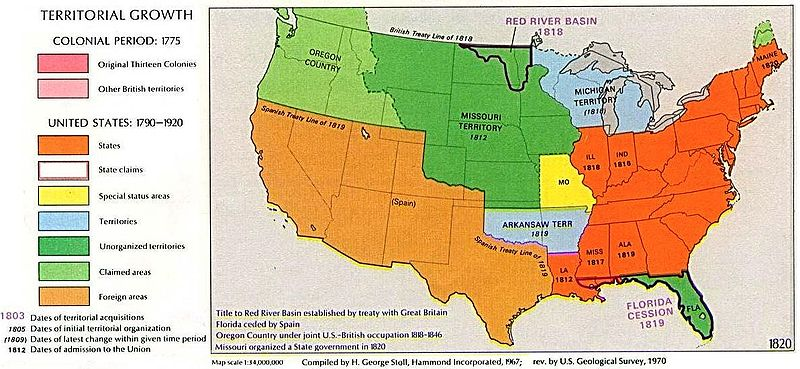 TERRITORIAL GROWTH
COLONIAL PERIOD: 1775
Original Thirteen Colonies
Other British territories
UNITED STATES: 1790–1920
States
State claims
Special status areas
Territories
Unorganized territories
Claimed areas
Foreign areas
1803 Dates of territorial acquisitions
1805 Dates of initial territorial organization
(1809) Dates of latest change within given time period
1812 Dates of admission to the Union
RED RIVER BASIN
1818
British Treaty Line of 1818
OREGON
COUNTRY
MAINE
1820
MICHIGAN
TERRITORY
(1818)
Spanish Treaty Line of 1819
MISSOURI
TERRITORY
1812
ILL
1818
IND
1816
MO
(Spain)
ARKANSAW TERR
1819
Spanish Treaty Line of 1819
MISS
1817
ALA
1819
LA
1812
FLORIDA
CESSION
1819
FLA
Title to Red River Basin established by treaty with Great Britain
Florida ceded by Spain
Oregon Country under joint U.S.-British occupation 1818-1846
Missouri organized a State government in 1820
1820
Map scale 1:34,000,000
Compiled by H. George Stoll, Hammond Incorporated, 1967; rev. by U.S. Geological Survey, 1970